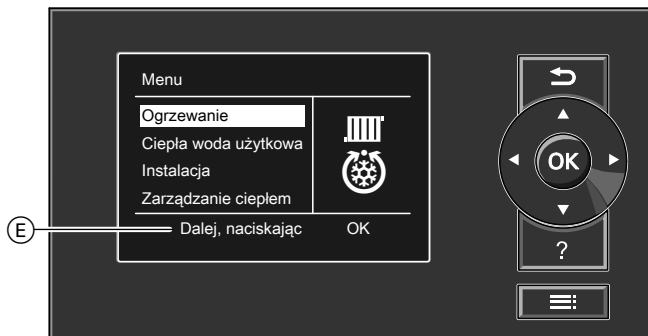 Menu
Ogrzewanie
Ciepła woda użytkowa
Instalacja
Zarządzanie ciepłem
Dalej, naciskając OK
E
OK
?